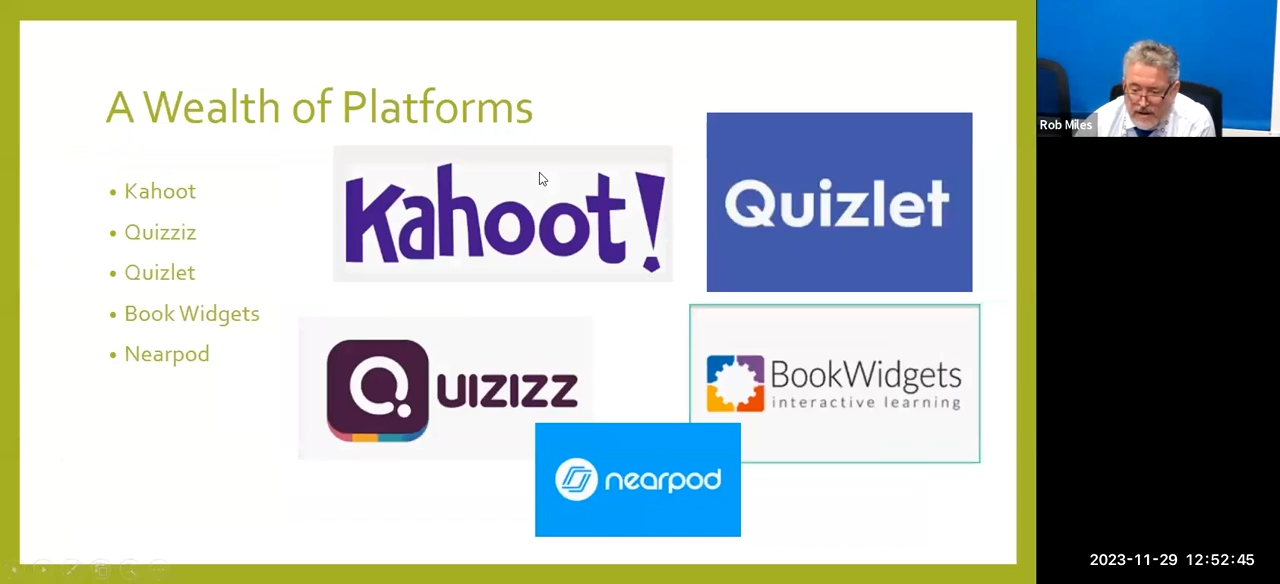 A Wealth of Platforms
• Kahoot
• Quizziz
• Quizlet
• Book Widgets
• Nearpod
Kahoot!
Quizlet
QUIZIZZ
BookWidgets
interactive learning
nearpod
Rob Miles
2023-11-29 12:52:45